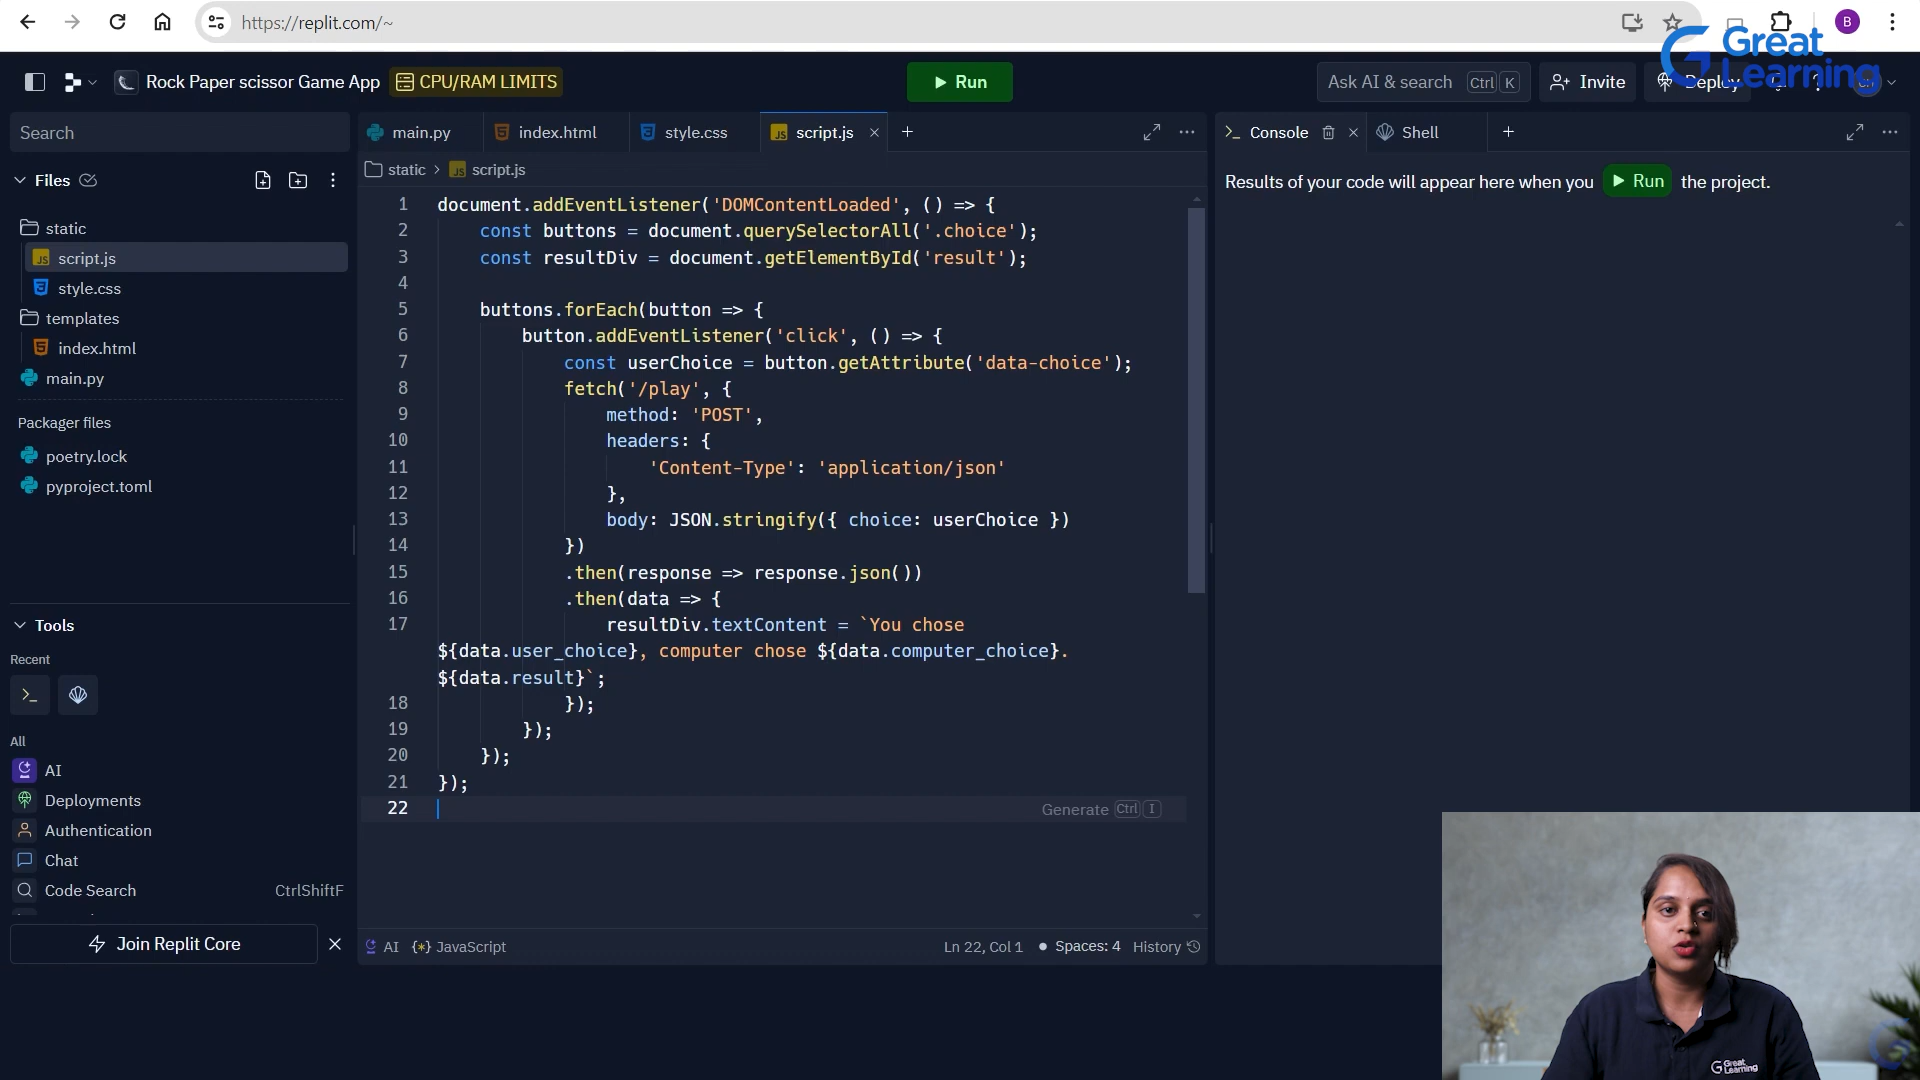 https://replit.com/~
B
Great
Learning
Rock Paper scissor Game App
CPU/RAM LIMITS
Run
Ask AI & search Ctrl K
Invite
Deploy
Search
main.py
index.html
style.css
JS script.js
Console
Shell
static > JS script.js
Results of your code will appear here when you Run the project.
Files
static
JS script.js
style.css
templates
index.html
main.py
Packager files
poetry.lock
pyproject.toml
Tools
Recent
All
AI
Deployments
Authentication
Chat
Code Search CtrlShiftF
Join Replit Core
1 document.addEventListener('DOMContentLoaded', () => {
2 const buttons = document.querySelectorAll('.choice');
3 const resultDiv = document.getElementById('result');
4
5 buttons.forEach(button => {
6 button.addEventListener('click', () => {
7 const userChoice = button.getAttribute('data-choice');
8 fetch('/play', {
9 method: 'POST',
10 headers: {
11 'Content-Type': 'application/json'
12 },
13 body: JSON.stringify({ choice: userChoice })
14 })
15 .then(response => response.json())
16 .then(data => {
17 resultDiv.textContent = `You chose
${data.user_choice}, computer chose ${data.computer_choice}.
${data.result}`;
18 });
19 });
20 });
21 });
22
Generate Ctrl I
AI {*} JavaScript
Ln 22, Col 1 • Spaces: 4 History
Great
Learning